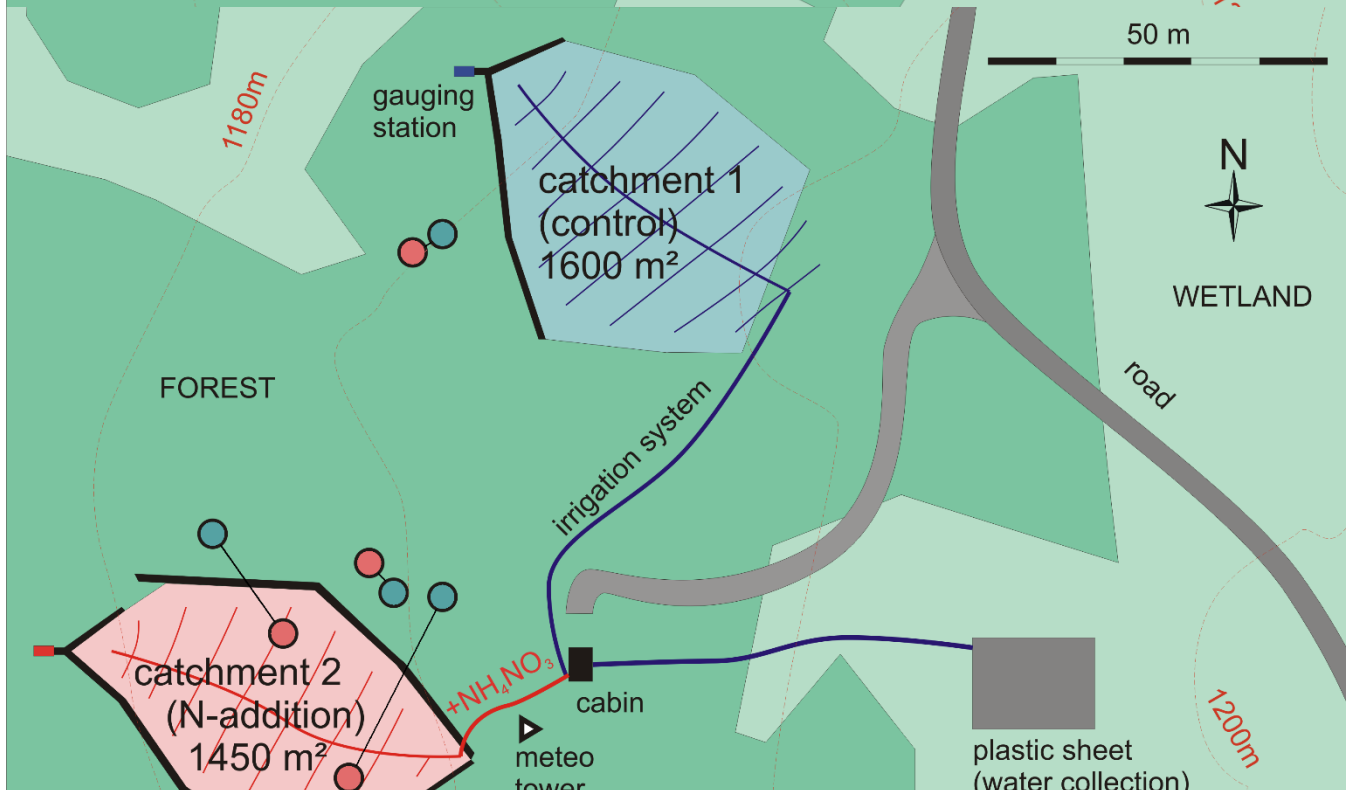 50 m
1180m
gauging
station
N
catchment 1
(control)
1600 m²
WETLAND
FOREST
road
irrigation system
catchment 2
(N-addition)
1450 m²
+NH₄NO₃
cabin
meteo
tower
plastic sheet
(water collection)
1200m